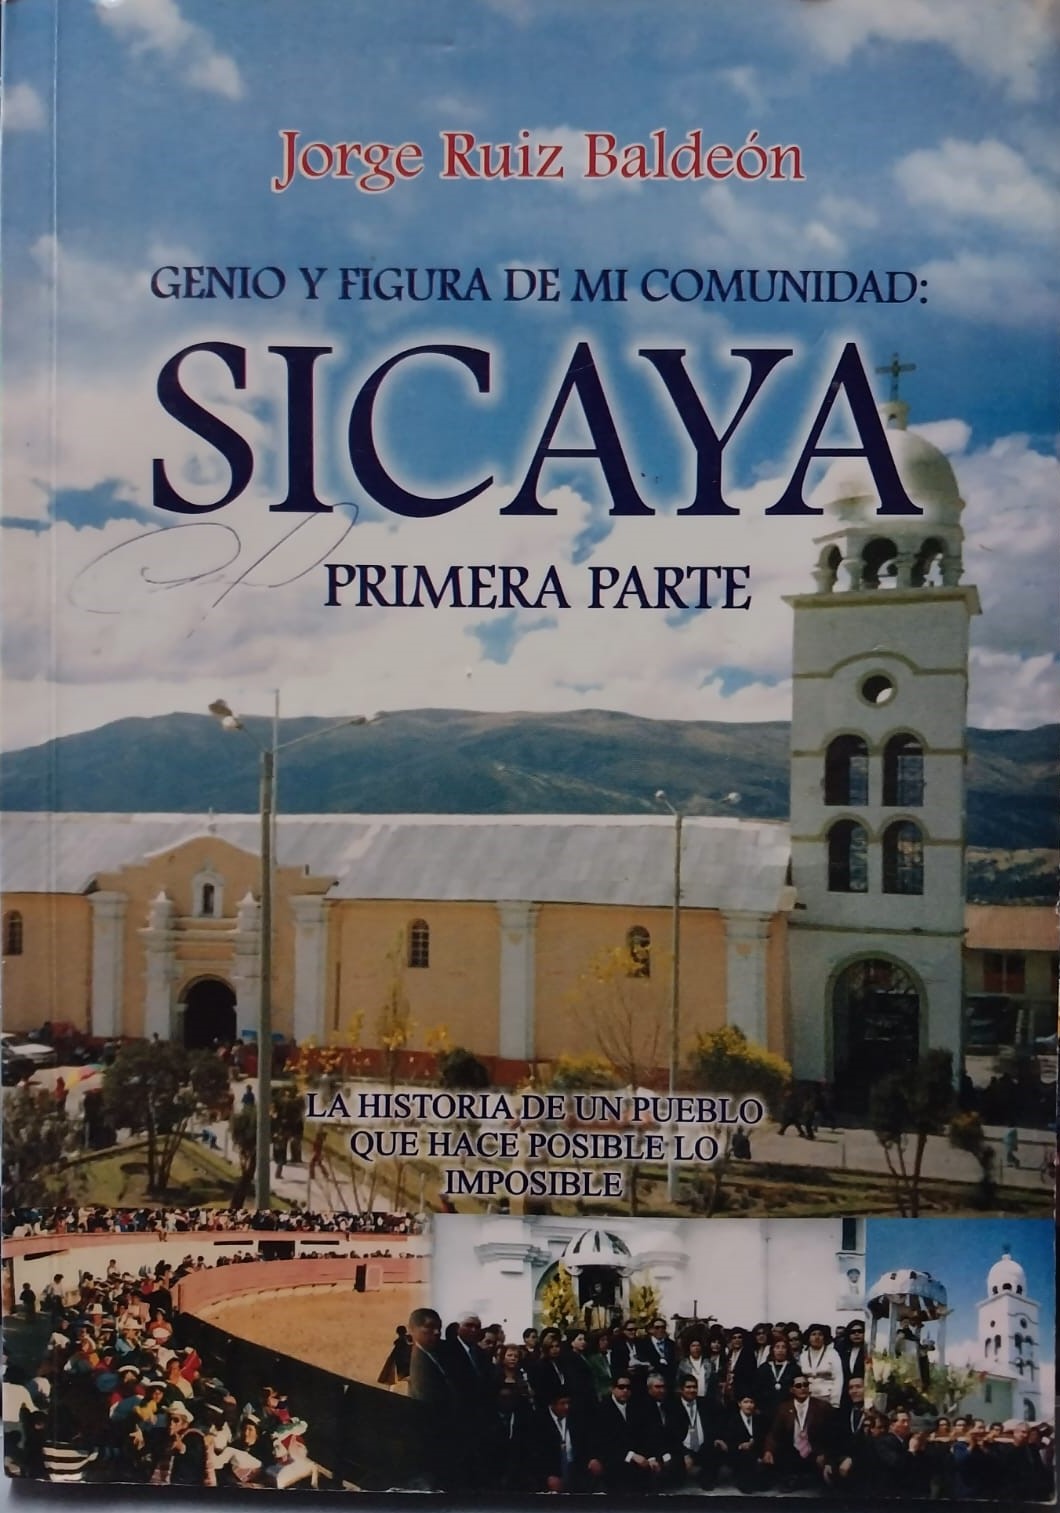 Jorge Ruiz Baldeón
GENIO Y FIGURA DE MI COMUNIDAD:
SICAYA
PRIMERA PARTE
LA HISTORIA DE UN PUEBLO
QUE HACE POSIBLE LO
IMPOSIBLE